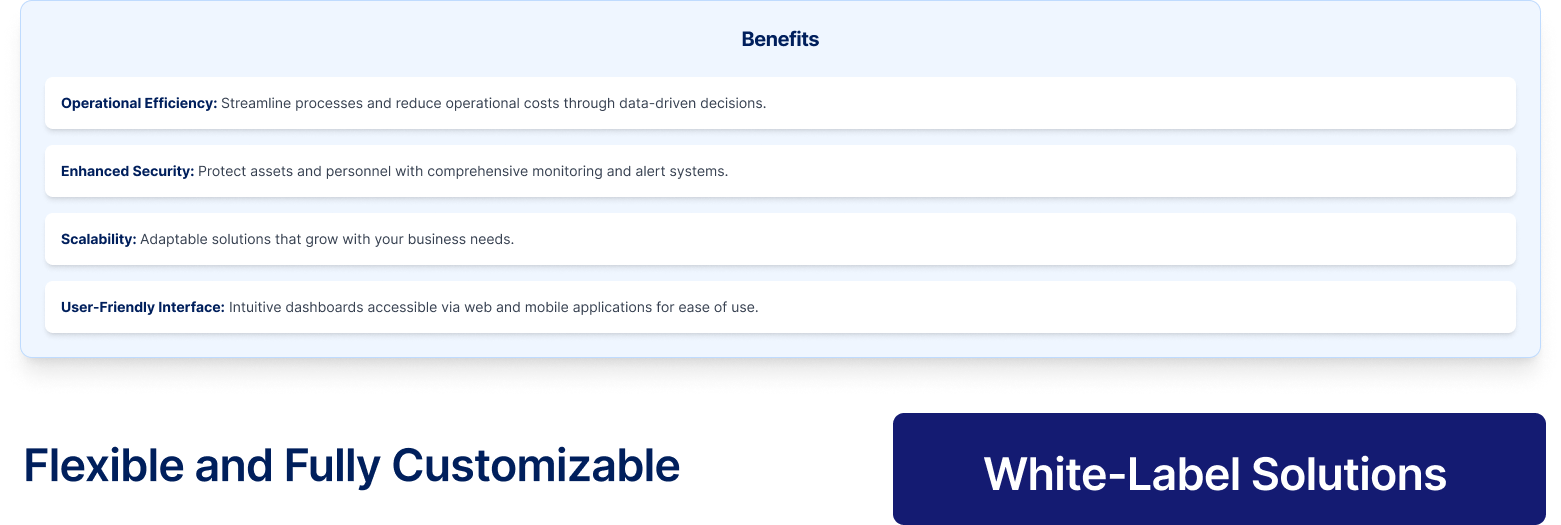 Benefits
Operational Efficiency: Streamline processes and reduce operational costs through data-driven decisions.
Enhanced Security: Protect assets and personnel with comprehensive monitoring and alert systems.
Scalability: Adaptable solutions that grow with your business needs.
User-Friendly Interface: Intuitive dashboards accessible via web and mobile applications for ease of use.
Flexible and Fully Customizable
White-Label Solutions